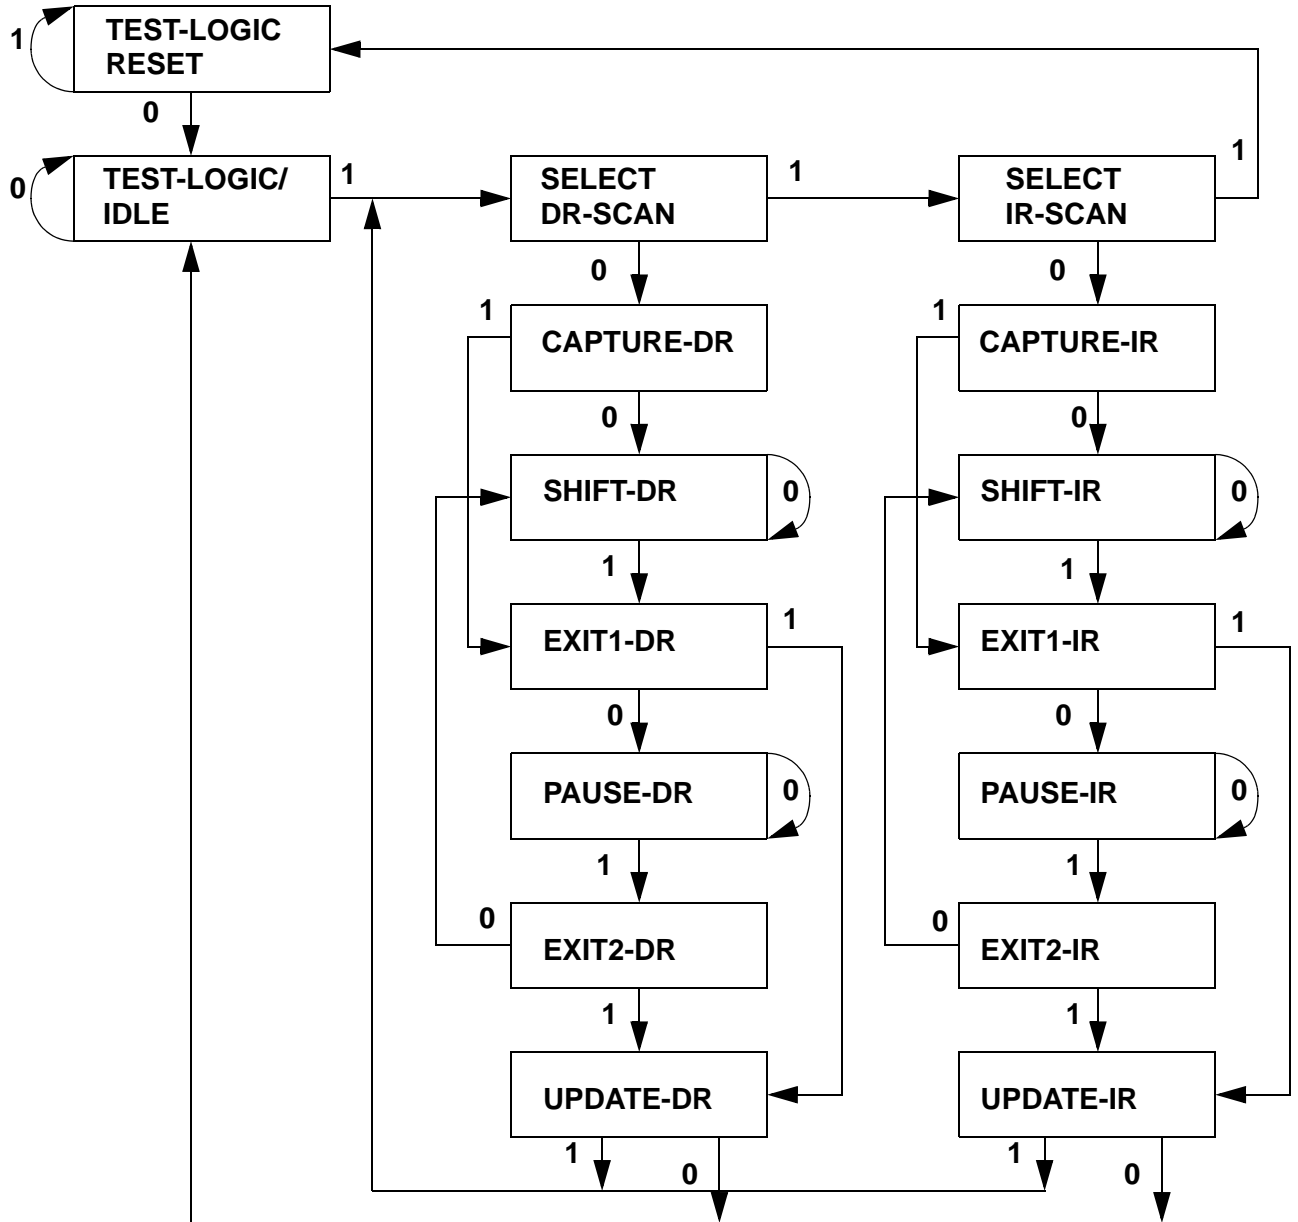 TEST-LOGIC
RESET
1
0
TEST-LOGIC/
IDLE
0
1
SELECT
DR-SCAN
1
SELECT
IR-SCAN
1
0
0
1
CAPTURE-DR
1
CAPTURE-IR
0
0
SHIFT-DR
0
SHIFT-IR
0
1
1
EXIT1-DR
1
EXIT1-IR
1
0
0
PAUSE-DR
0
PAUSE-IR
0
1
1
0
EXIT2-DR
0
EXIT2-IR
1
1
UPDATE-DR
UPDATE-IR
1
0
1
0